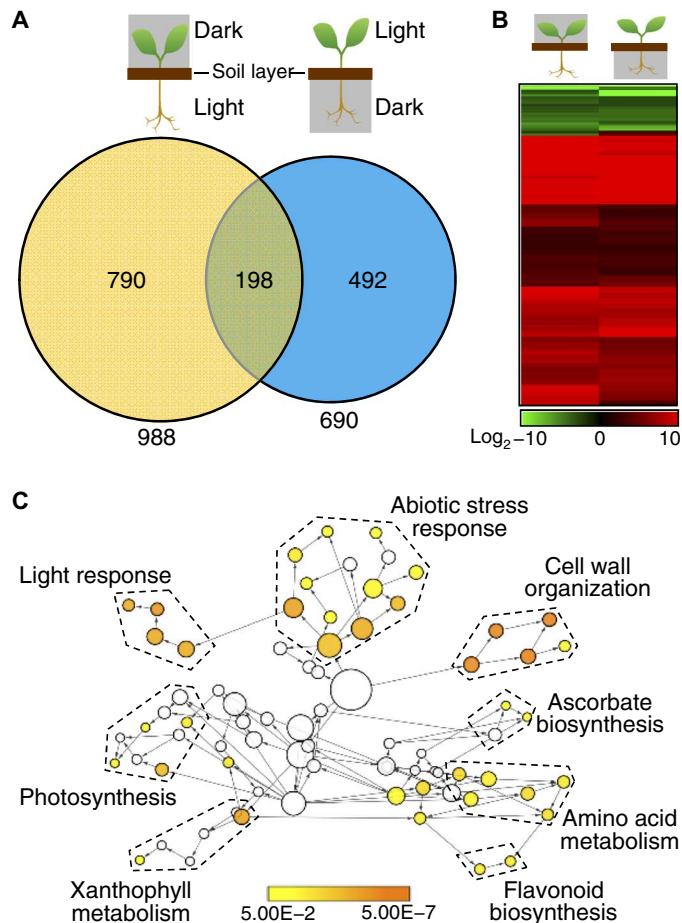 A
Dark
Light
Soil layer
Light
Dark
790
198
492
988
690
B
Log2 −10
0
10
C
Abiotic stress
response
Light response
Cell wall
organization
Ascorbate
biosynthesis
Photosynthesis
Amino acid
metabolism
Xanthophyll
metabolism
Flavonoid
biosynthesis
5.00E−2
5.00E−7